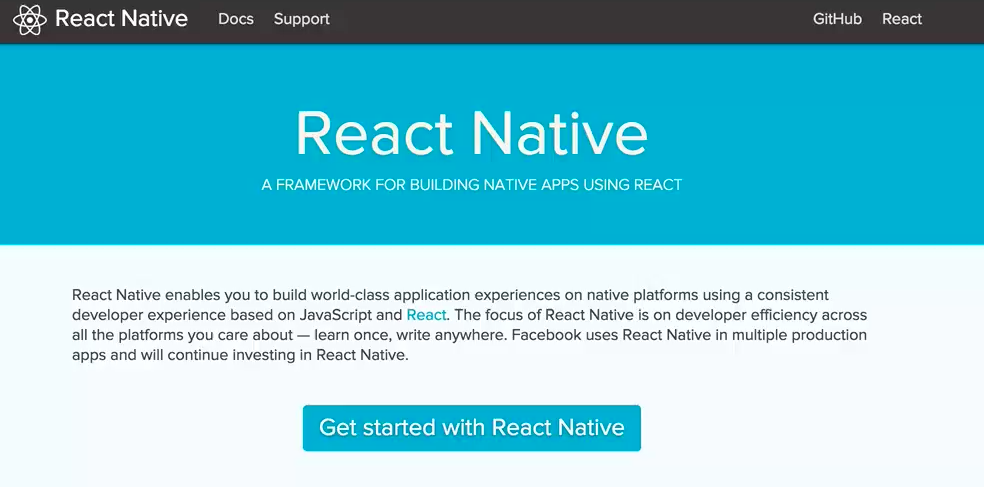 React Native Docs Support GitHub React
React Native
A FRAMEWORK FOR BUILDING NATIVE APPS USING REACT
React Native enables you to build world-class application experiences on native platforms using a consistent
developer experience based on JavaScript and React. The focus of React Native is on developer efficiency across
all the platforms you care about — learn once, write anywhere. Facebook uses React Native in multiple production
apps and will continue investing in React Native.
Get started with React Native